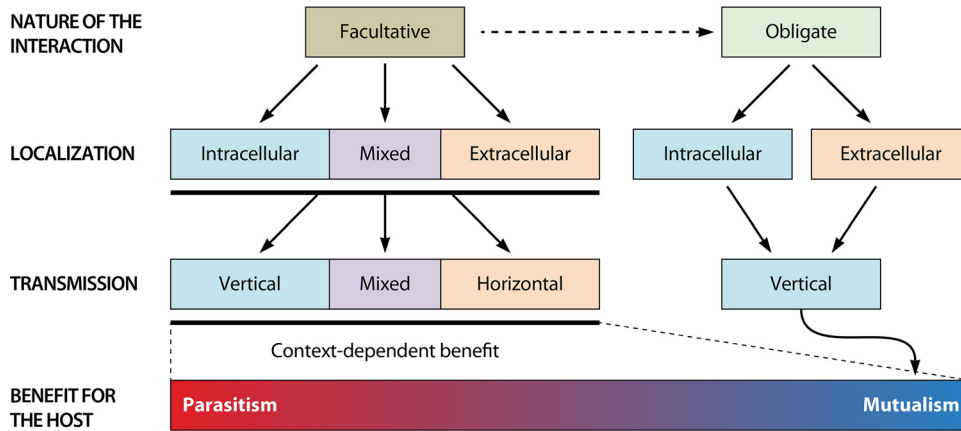 NATURE OF THE
INTERACTION
Facultative
Obligate
LOCALIZATION
Intracellular
Mixed
Extracellular
Intracellular
Extracellular
TRANSMISSION
Vertical
Mixed
Horizontal
Vertical
Context-dependent benefit
BENEFIT FOR
THE HOST
Parasitism
Mutualism